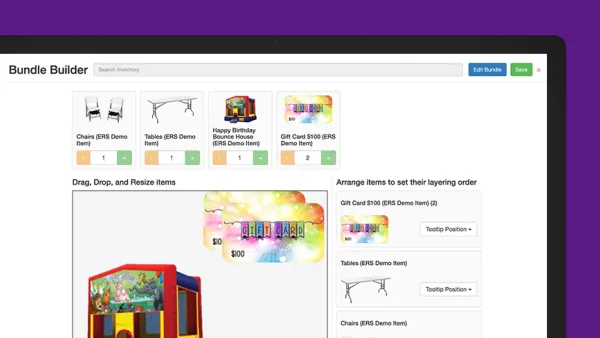 Bundle Builder
Search Inventory
Edit Bundle
Save
×
Chairs (ERS Demo
Item)
- 1 +
Tables (ERS Demo
Item)
- 1 +
Happy Birthday
Bounce House
(ERS Demo Item)
- 1 +
Gift Card $100 (ERS
Demo Item)
- 2 +
Drag, Drop, and Resize items
GIFT CARD
$100
$100
Arrange items to set their layering order
Gift Card $100 (ERS Demo Item) (2)
Tooltip Position
Tables (ERS Demo Item)
Tooltip Position
Chairs (ERS Demo Item)